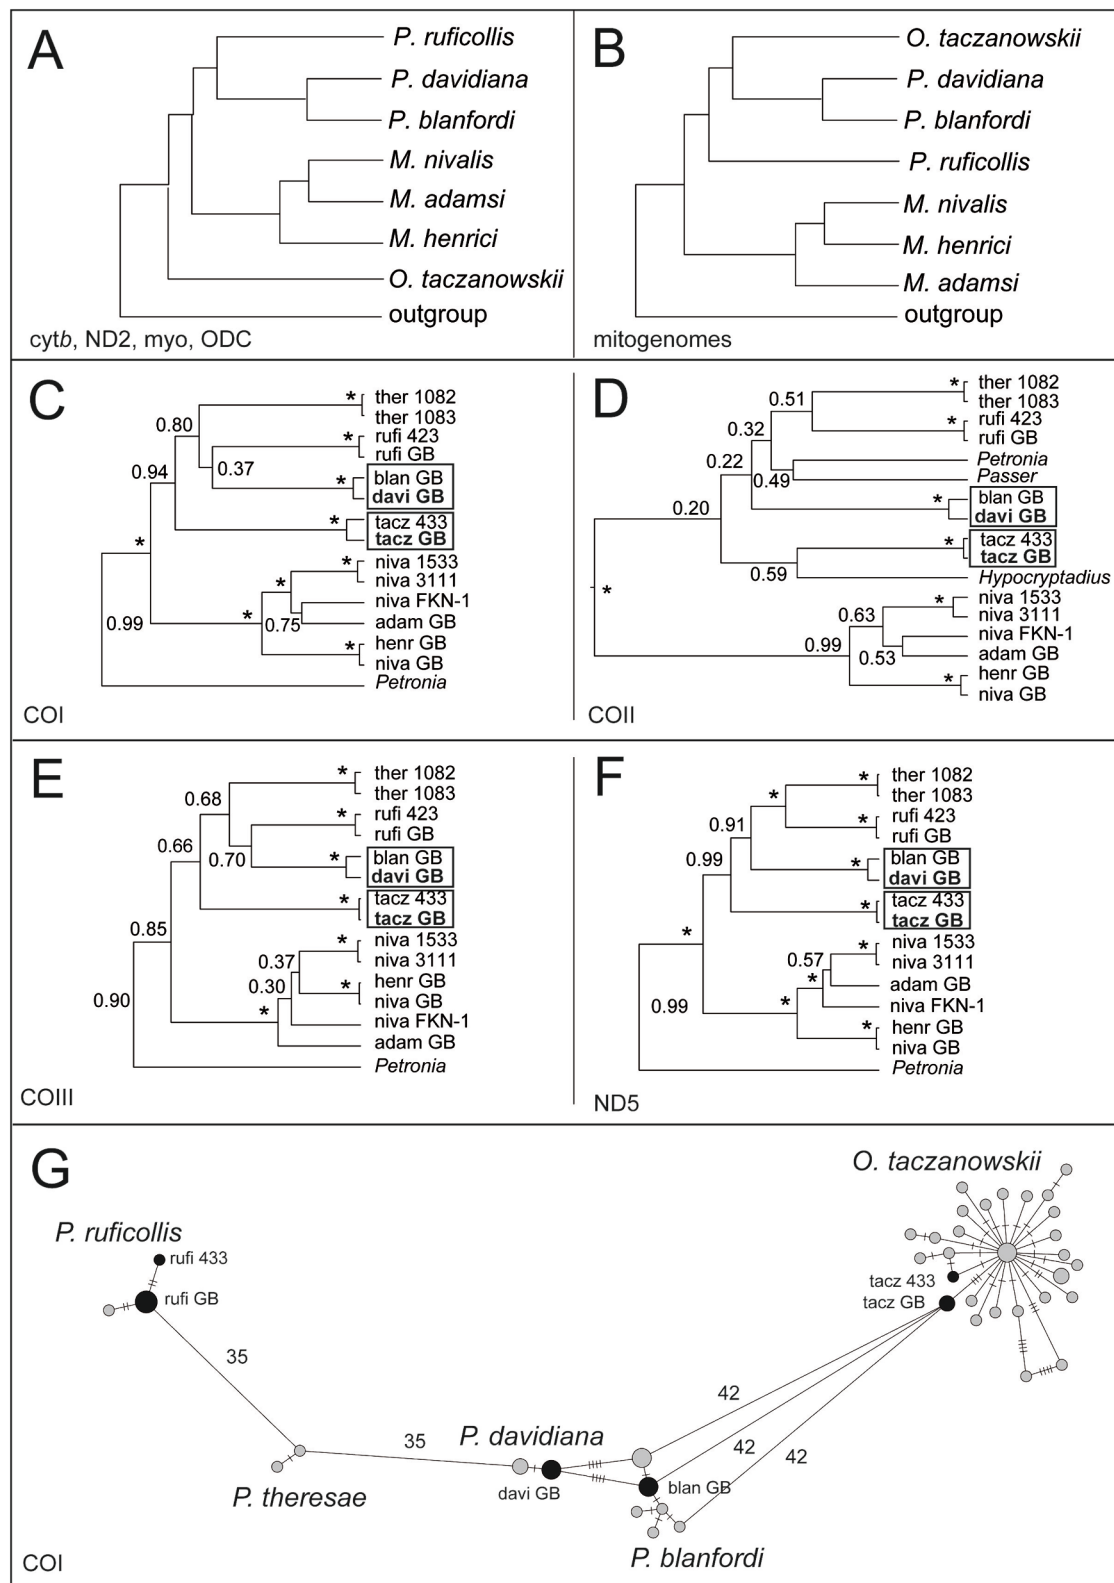 A
P. ruficollis
P. davidiana
P. blanfordi
M. nivalis
M. adamsi
M. henrici
O. taczanowskii
outgroup
cytb, ND2, myo, ODC
B
O. taczanowskii
P. davidiana
P. blanfordi
P. ruficollis
M. nivalis
M. henrici
M. adamsi
outgroup
mitogenomes
C
* ther 1082
ther 1083
0.80
* rufi 423
rufi GB
0.37
0.94
* blan GB
davi GB
* tacz 433
tacz GB
*
* niva 1533
niva 3111
*
niva FKN-1
0.75 adam GB
*
0.99
* henr GB
niva GB
Petronia
COI
D
* ther 1082
ther 1083
0.51
* rufi 423
rufi GB
0.32
Petronia
0.22
Passer
0.49
* blan GB
davi GB
0.20
* tacz 433
tacz GB
0.59 Hypocryptadius
*
* niva 1533
niva 3111
0.63
niva FKN-1
0.99
0.53 adam GB
* henr GB
niva GB
COII
E
* ther 1082
ther 1083
0.68
* rufi 423
rufi GB
0.66
0.70
* blan GB
davi GB
* tacz 433
tacz GB
0.85
* niva 1533
niva 3111
0.37
* henr GB
0.30
niva GB
0.90
* niva FKN-1
adam GB
Petronia
COIII
F
* ther 1082
ther 1083
*
* rufi 423
rufi GB
0.91
0.99
* blan GB
davi GB
* tacz 433
tacz GB
*
* niva 1533
niva 3111
0.57
* adam GB
* niva FKN-1
0.99
* henr GB
niva GB
Petronia
ND5
G
O. taczanowskii
P. ruficollis
rufi 433
rufi GB
tacz 433
tacz GB
35
42
P. davidiana
35
42
42
davi GB
blan GB
P. theresae
P. blanfordi
COI